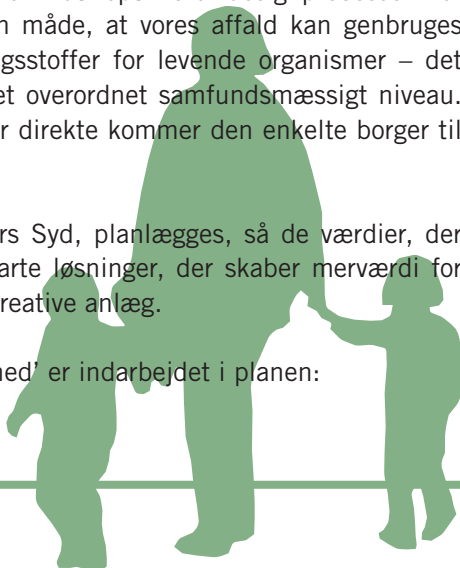 n måde, at vores affald kan genbruges
gsstoffer for levende organismer – det
et overordnet samfundsmæssigt niveau.
r direkte kommer den enkelte borger til
rs Syd, planlægges, så de værdier, der
arte løsninger, der skaber merværdi for
creative anlæg.
ned’ er indarbejdet i planen: